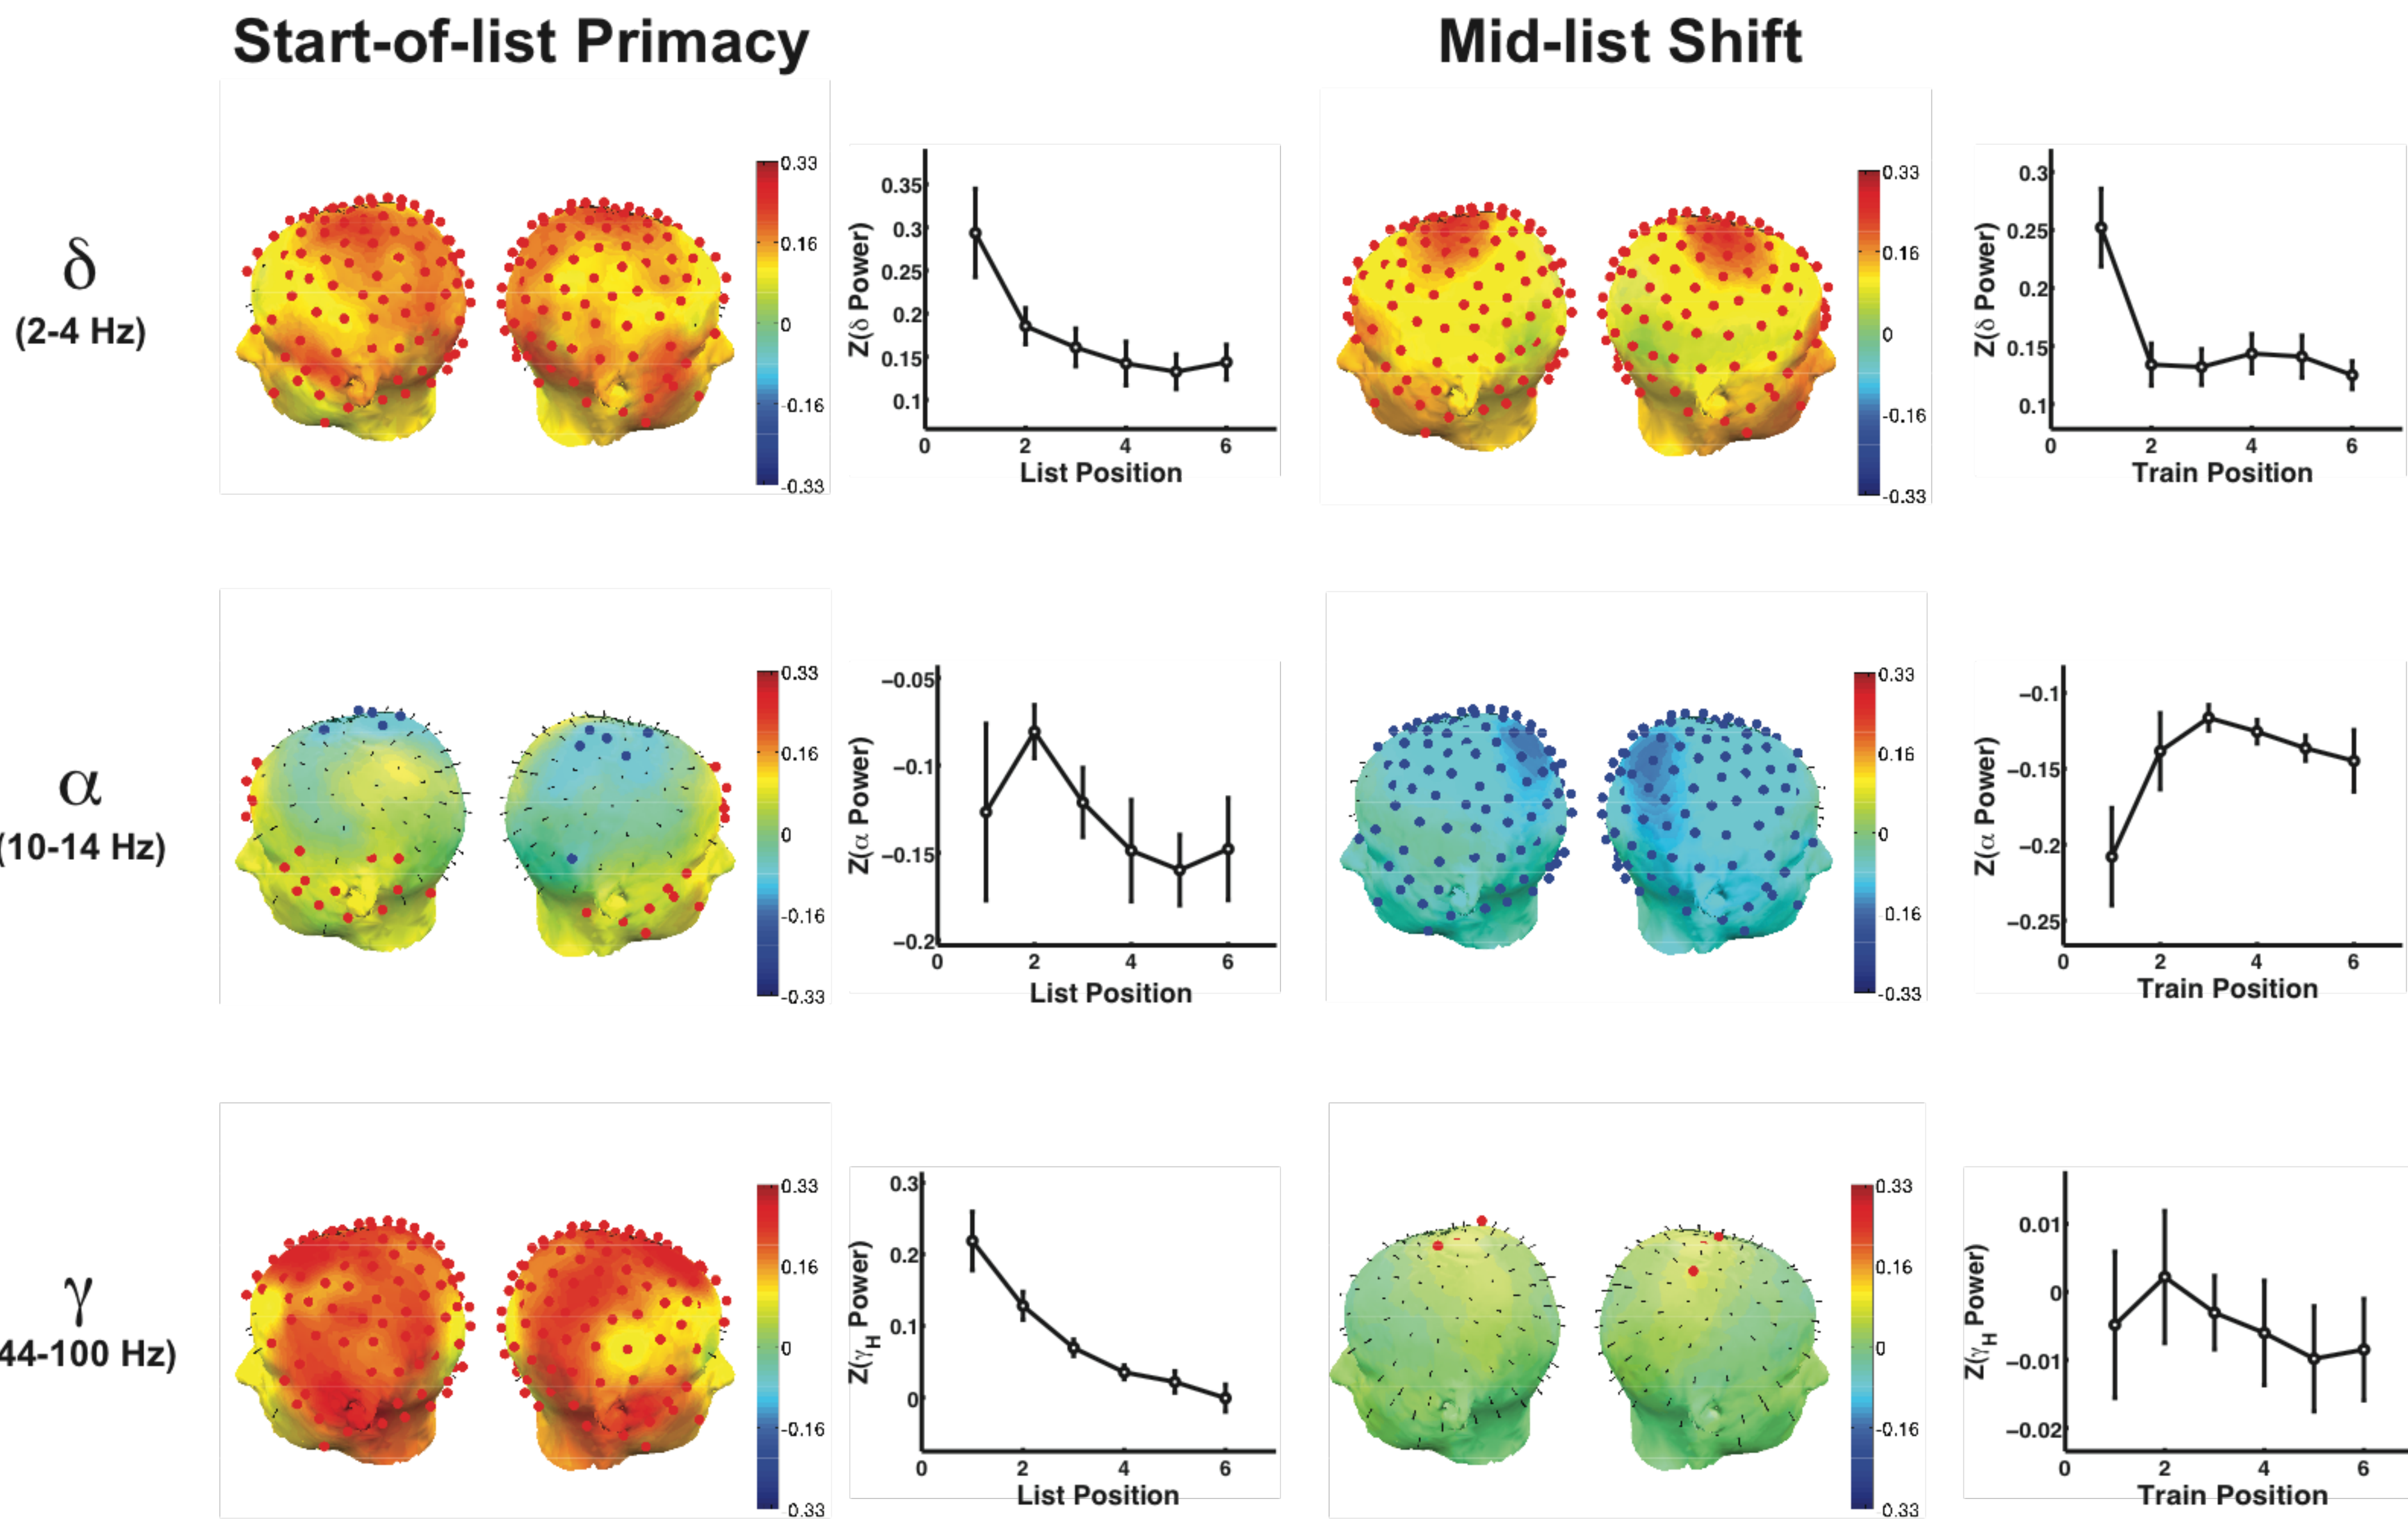 Start-of-list Primacy
Mid-list Shift
δ
(2-4 Hz)
0.33
0.16
0
-0.16
-0.33
Z(δ Power)
0.35
0.3
0.25
0.2
0.15
0.1
0 2 4 6
List Position
0.33
0.16
0
-0.16
-0.33
Z(δ Power)
0.3
0.25
0.2
0.15
0.1
0 2 4 6
Train Position
α
(10-14 Hz)
0.33
0.16
0
-0.16
-0.33
Z(α Power)
−0.05
−0.1
−0.15
−0.2
0 2 4 6
List Position
0.33
0.16
0
0.16
-0.33
Z(α Power)
−0.1
−0.15
−0.2
−0.25
0 2 4 6
Train Position
γ
44-100 Hz)
0.33
0.16
0
-0.16
0.33
Z(γH Power)
0.3
0.2
0.1
0
0 2 4 6
List Position
0.33
0.16
0
-0.16
0.33
Z(γH Power)
0.01
0
−0.01
−0.02
0 2 4 6
Train Position